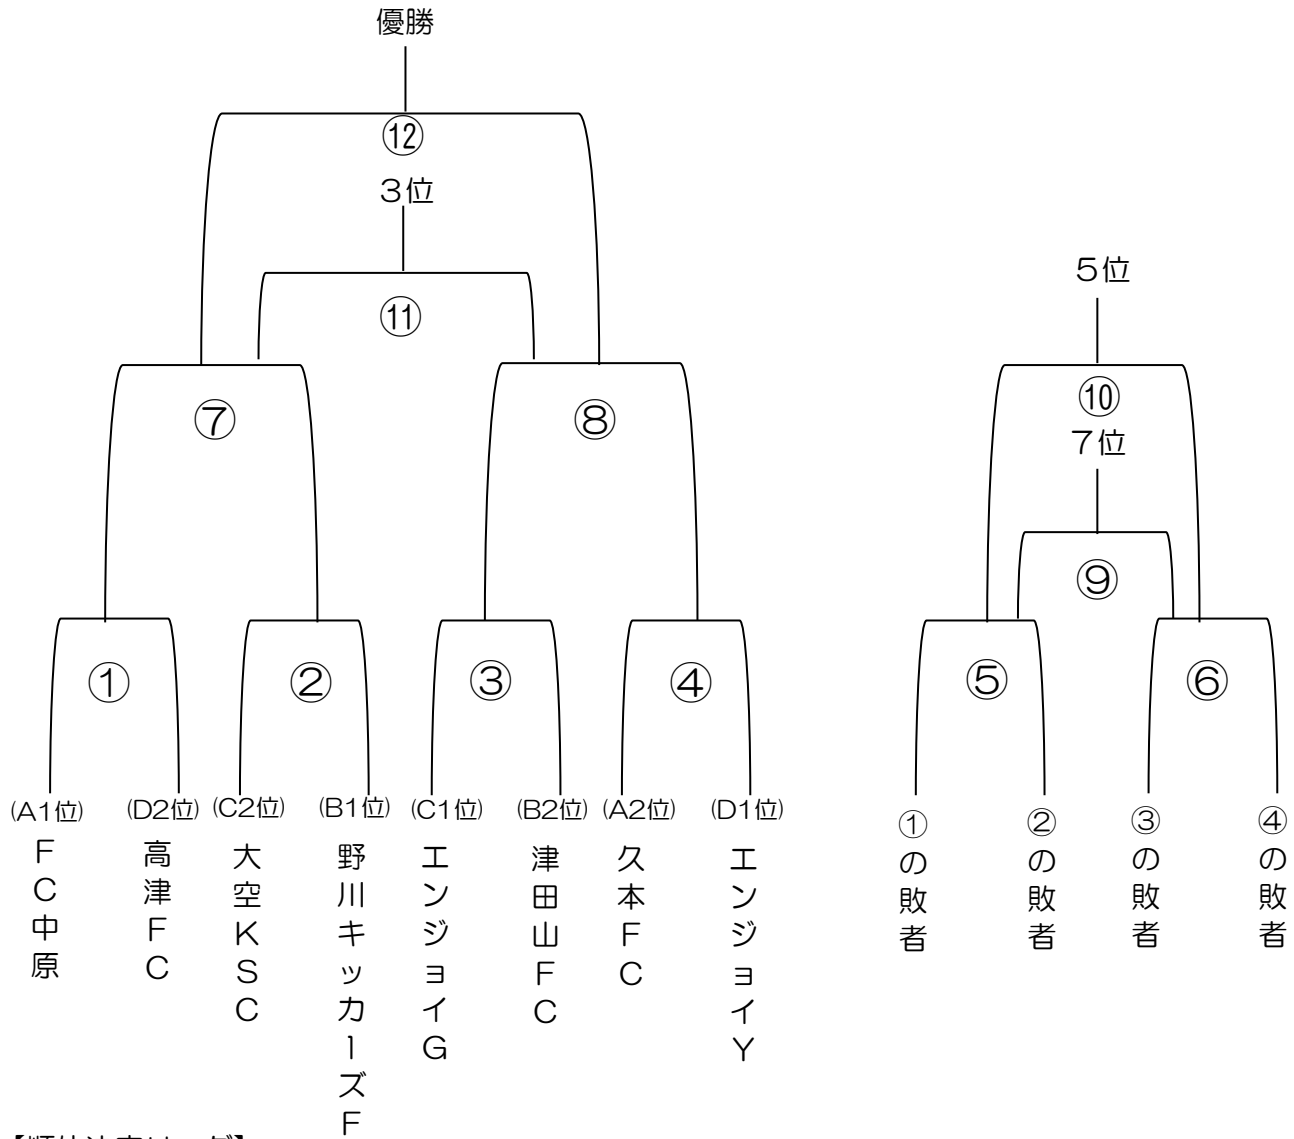 優勝
⑫
３位
⑪
⑦
⑧
５位
⑩
７位
⑨
①
②
③
④
⑤
⑥
(A1位)
(D2位)
(C2位)
(B1位)
(C1位)
(B2位)
(A2位)
(D1位)
ＦＣ中原
高津ＦＣ
大空ＫＳＣ
野川キッカーズＦ
エンジョイＧ
津田山ＦＣ
久本ＦＣ
エンジョイＹ
①の敗者
②の敗者
③の敗者
④の敗者